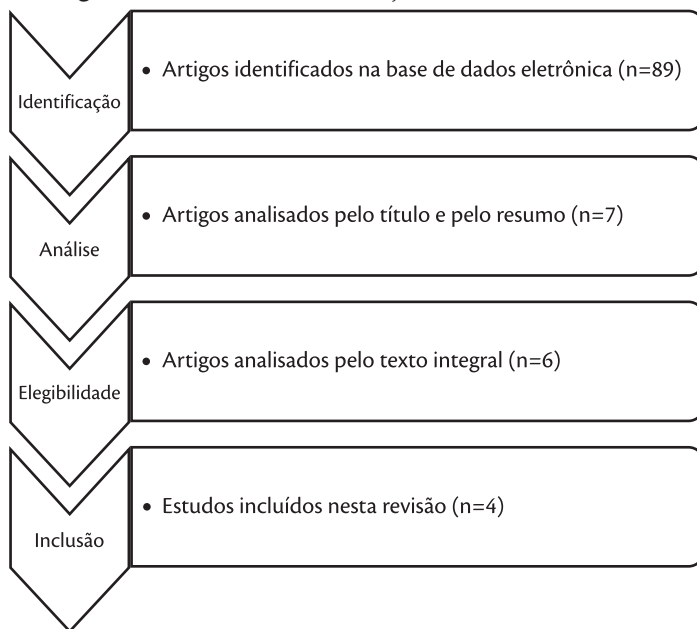 Identificação
• Artigos identificados na base de dados eletrônica (n=89)
Análise
• Artigos analisados pelo título e pelo resumo (n=7)
Elegibilidade
• Artigos analisados pelo texto integral (n=6)
Inclusão
• Estudos incluídos nesta revisão (n=4)